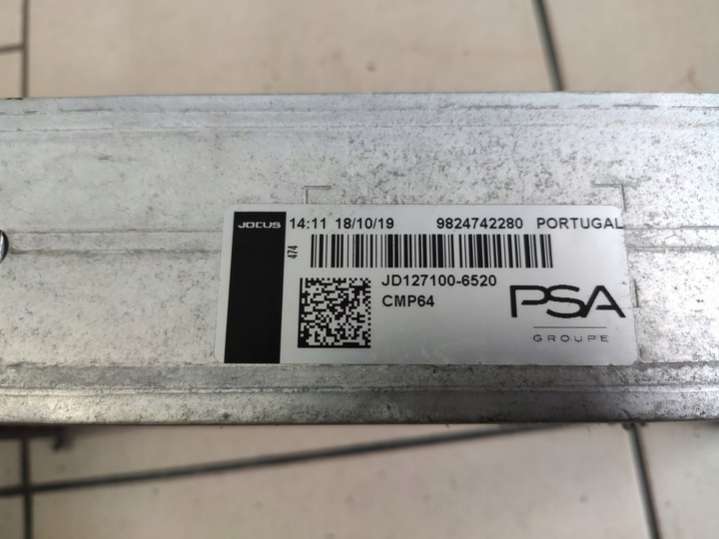 JOCUS 14:11 18/10/19 9824742280 PORTUGAL
474
JD127100-6520
CMP64
PSA
GROUPE